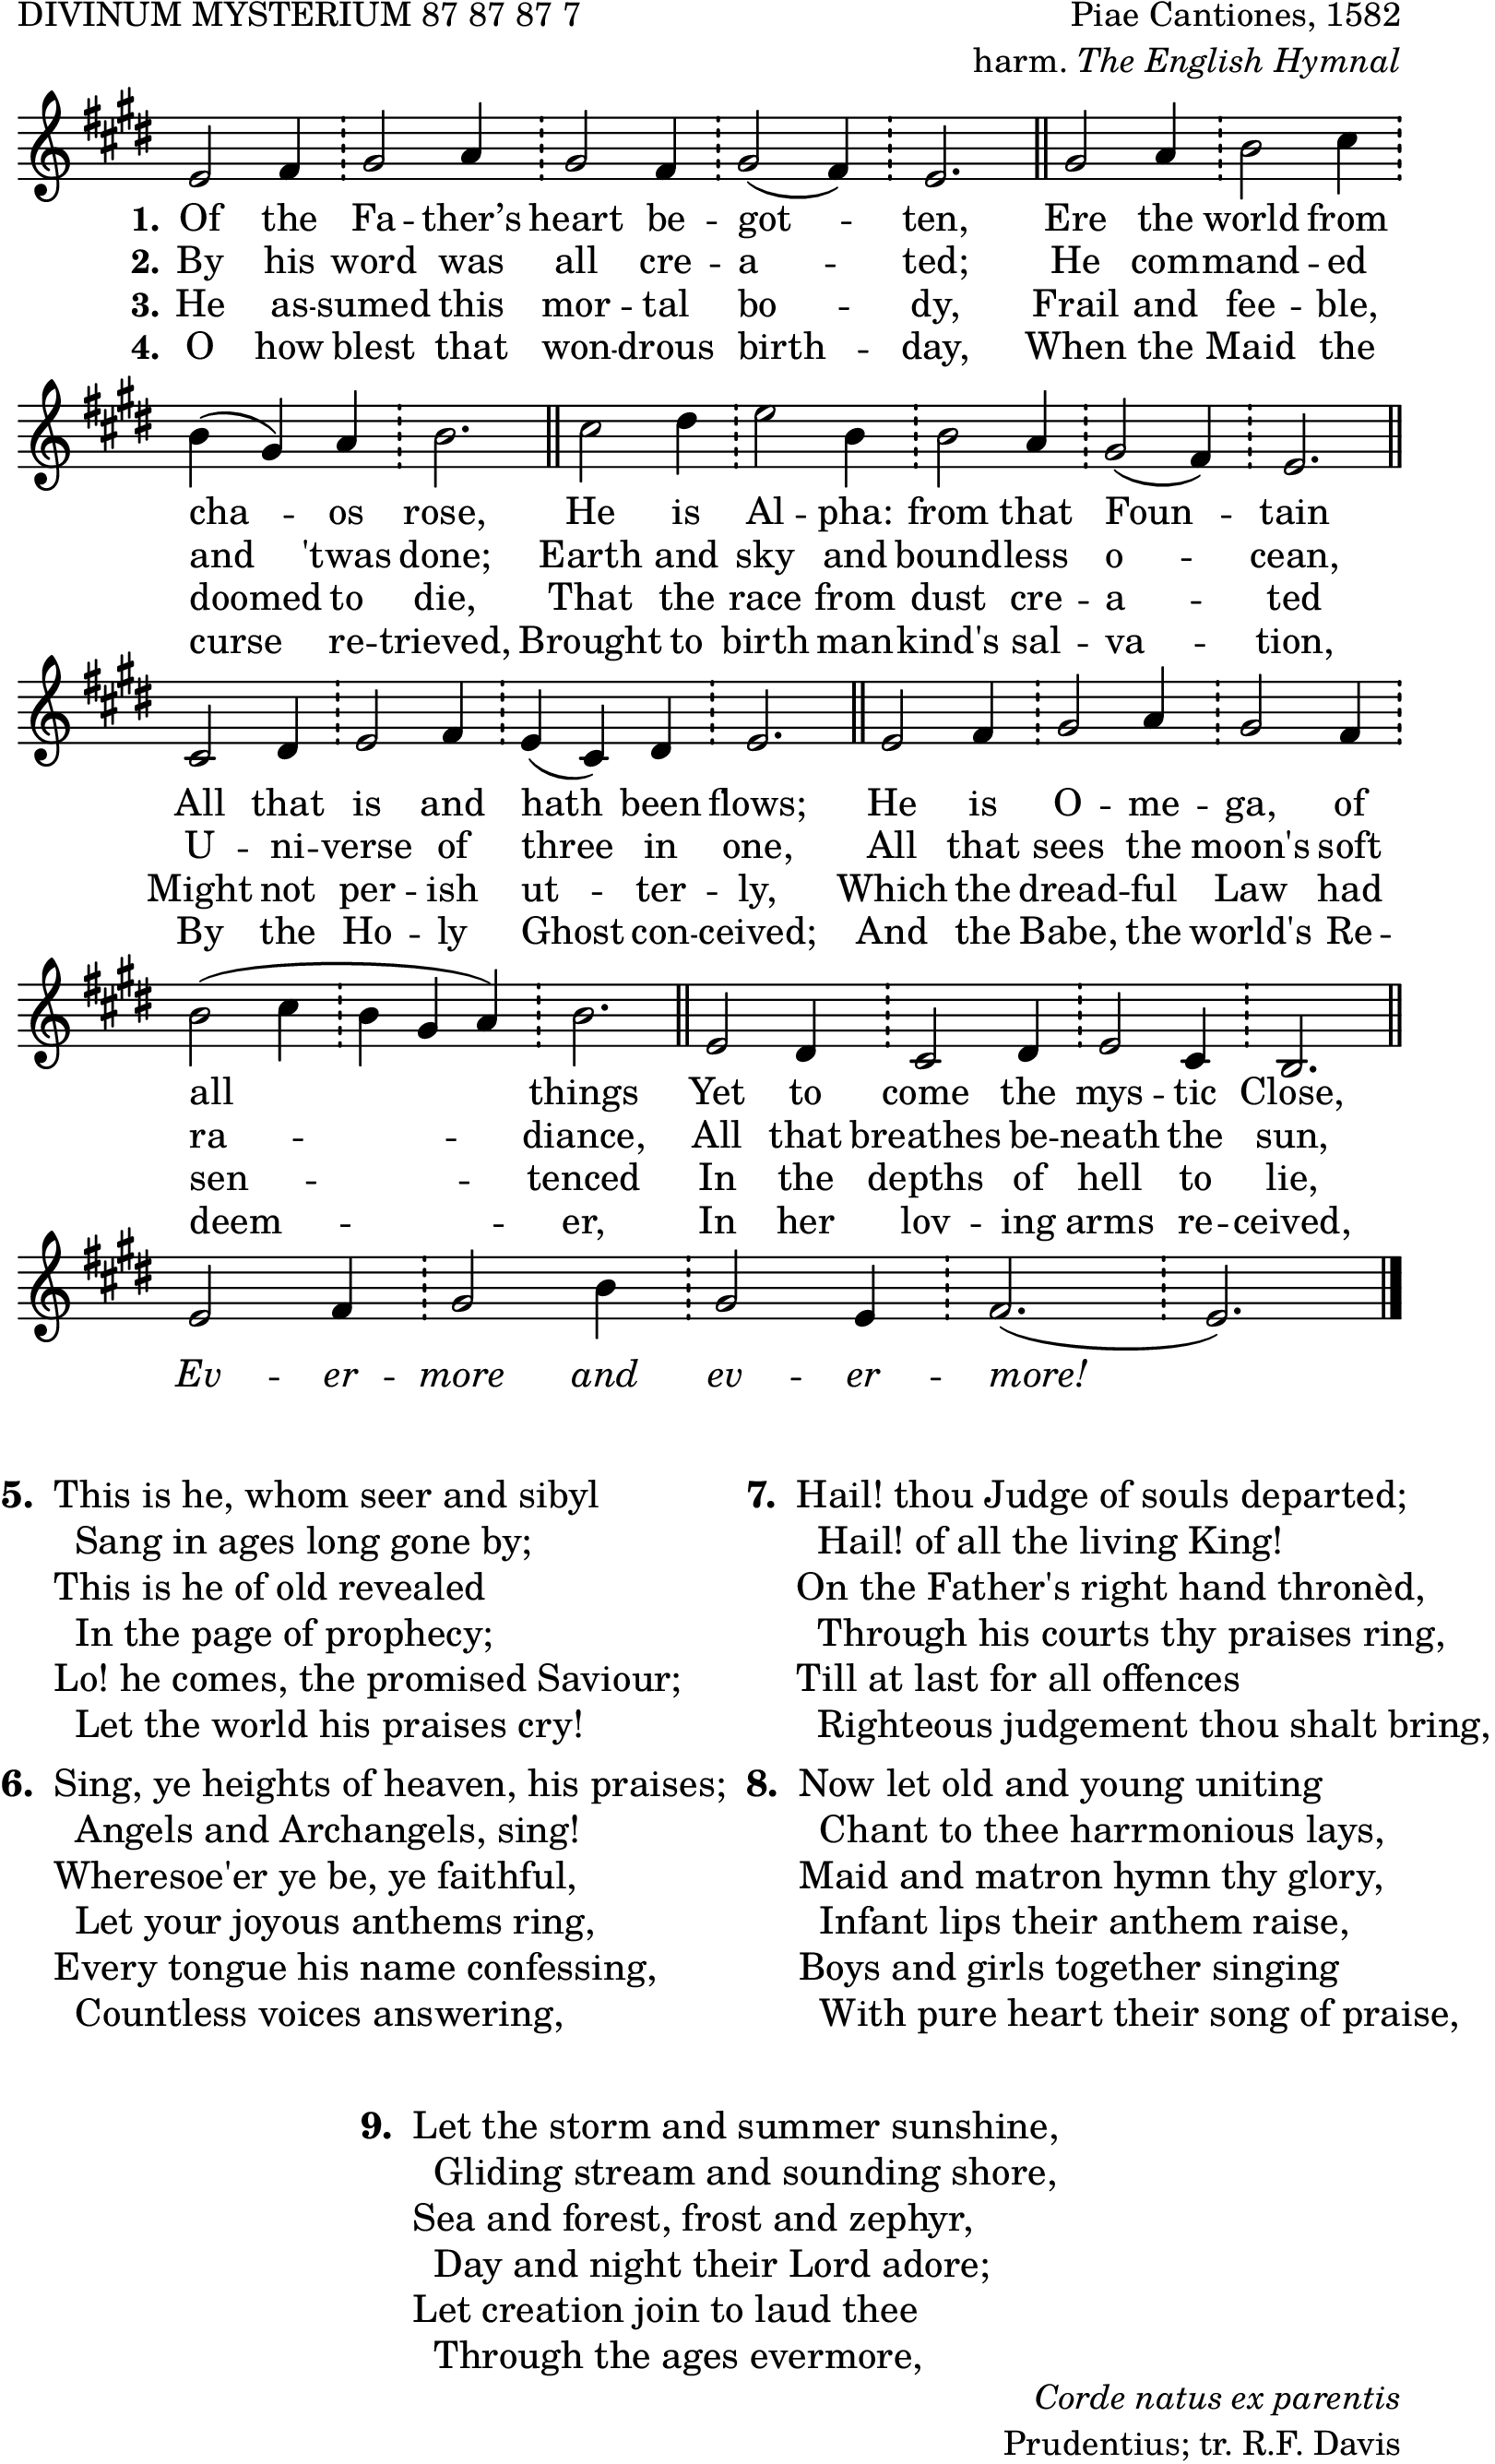 DIVINUM MYSTERIUM 87 87 87 7
Piae Cantiones, 1582
harm. The English Hymnal
1. Of the Fa -- ther’s heart be -- got -- ten, Ere the world from
2. By his word was all cre -- a -- ted; He com -- mand -- ed
3. He as -- sumed this mor -- tal bo -- dy, Frail and fee -- ble,
4. O how blest that won -- drous birth -- day, When the Maid the
cha -- os rose, He is Al -- pha: from that Foun -- tain
and 'twas done; Earth and sky and boundless o -- cean,
doomed to die, That the race from dust cre -- a -- ted
curse re -- trieved, Brought to birth mankind's sal -- va -- tion,
All that is and hath been flows; He is O -- me -- ga, of
U -- ni -- verse of three in one, All that sees the moon's soft
Might not per -- ish ut -- ter -- ly, Which the dread -- ful Law had
By the Ho -- ly Ghost con -- ceived; And the Babe, the world's Re --
all things Yet to come the mys -- tic Close,
ra -- diance, All that breathes be -- neath the sun,
sen -- tenced In the depths of hell to lie,
deem -- er, In her lov -- ing arms re -- ceived,
Ev -- er -- more and ev -- er -- more!
5. This is he, whom seer and sibyl
Sang in ages long gone by;
This is he of old revealed
In the page of prophecy;
Lo! he comes, the promised Saviour;
Let the world his praises cry!
6. Sing, ye heights of heaven, his praises;
Angels and Archangels, sing!
Wheresoe'er ye be, ye faithful,
Let your joyous anthems ring,
Every tongue his name confessing,
Countless voices answering,
7. Hail! thou Judge of souls departed;
Hail! of all the living King!
On the Father's right hand thronèd,
Through his courts thy praises ring,
Till at last for all offences
Righteous judgement thou shalt bring,
8. Now let old and young uniting
Chant to thee harrmonious lays,
Maid and matron hymn thy glory,
Infant lips their anthem raise,
Boys and girls together singing
With pure heart their song of praise,
9. Let the storm and summer sunshine,
Gliding stream and sounding shore,
Sea and forest, frost and zephyr,
Day and night their Lord adore;
Let creation join to laud thee
Through the ages evermore,
Corde natus ex parentis
Prudentius; tr. R.F. Davis